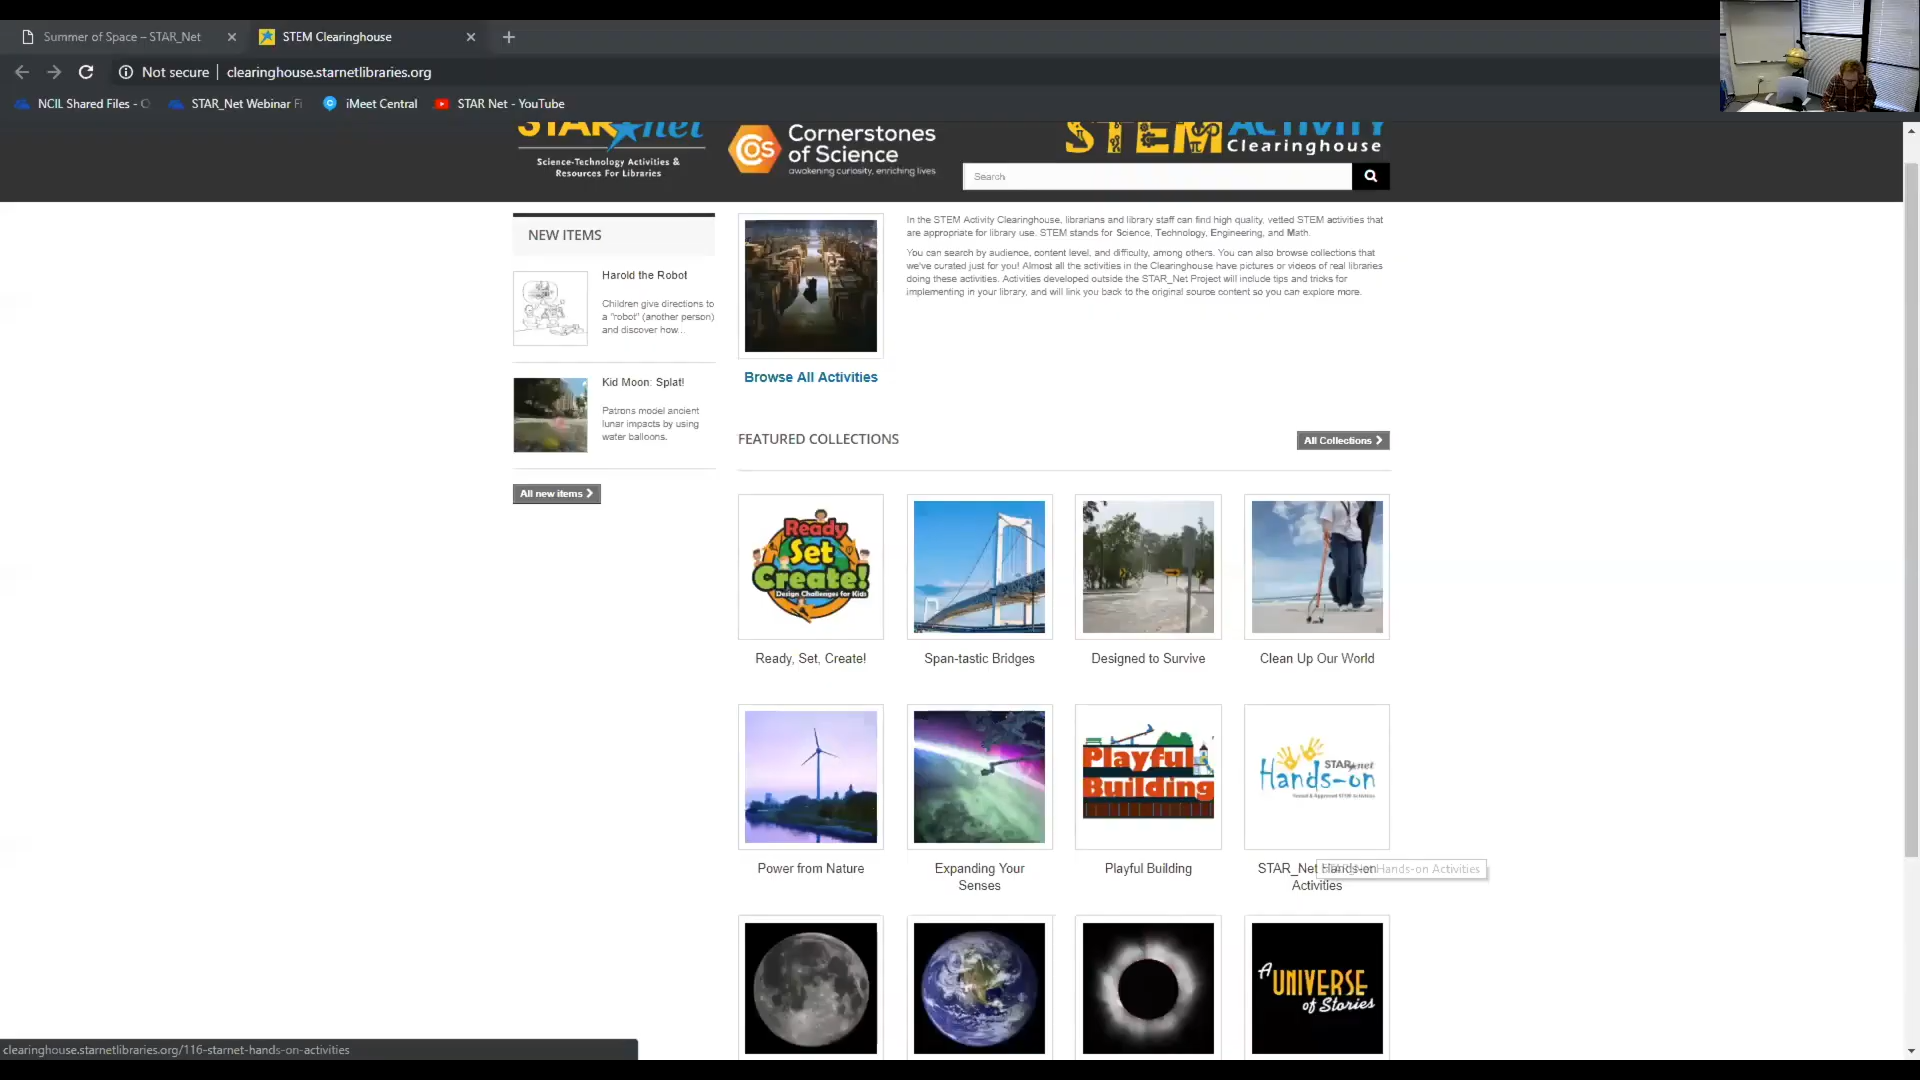 Summer of Space – STAR_Net
STEM Clearinghouse
Not secure
clearinghouse.starnetlibraries.org
NCIL Shared Files -
STAR_Net Webinar Fi
iMeet Central
STAR Net - YouTube
STAR net
Science-Technology Activities &
Resources For Libraries
COS
Cornerstones
of Science
awakening curiosity, enriching lives
STEM ACTIVITY
Clearinghouse
Search
NEW ITEMS
Harold the Robot
Children give directions to
a "robot" (another person)
and discover how...
Kid Moon: Splat!
Patrons model ancient
lunar impacts by using
water balloons.
All new items
Browse All Activities
In the STEM Activity Clearinghouse, librarians and library staff can find high quality, vetted STEM activities that
are appropriate for library use. STEM stands for Science, Technology, Engineering, and Math.
You can search by audience, content level, and difficulty, among others. You can also browse collections that
we've curated just for you! Almost all the activities in the Clearinghouse have pictures or videos of real libraries
doing these activities. Activities developed outside the STAR_Net Project will include tips and tricks for
implementing in your library, and will link you back to the original source content so you can explore more.
FEATURED COLLECTIONS
All Collections
Ready
Set
Create!
Design Challenges for Kids
Ready, Set, Create!
Span-tastic Bridges
Designed to Survive
Clean Up Our World
Playful
Building
STAR net
Hands-on
Power from Nature
Expanding Your
Senses
Playful Building
STAR_Net Hands-on
Activities
Hands-on Activities
A UNIVERSE
of Stories
clearinghouse.starnetlibraries.org/116-starnet-hands-on-activities